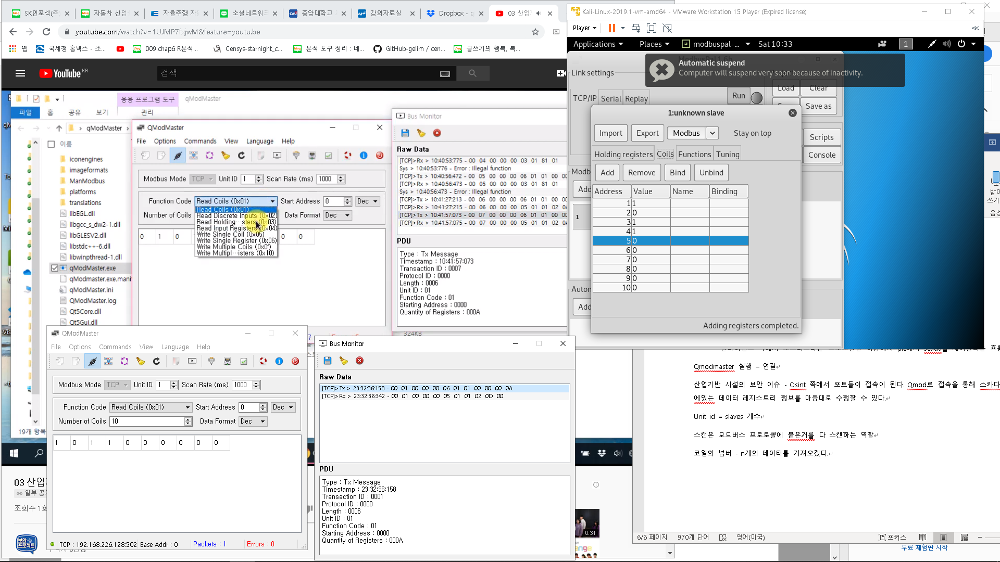 SK인포섹(주)
자동차 산업
자율주행 자
소셜네트워크
중앙대학교
강의자료실
Dropbox - q
03 산업
youtube.com/watch?v=1UJMP7fxjwM&feature=youtu.be
앱
국세청 홈택스 - 조...
009.chap6 R분석...
Censys-starnight_c...
분석 도구 정리 : 네...
GitHub-gelim / cen...
글쓰기의 행복, 복...
YouTube KR
검색
응용 프로그램 도구
qModMaster
파일
홈
공유
보기
관리
qModMaster
이름
iconengines
imageformats
ManModbus
platforms
translations
libEGL.dll
libgcc_s_dw2-1.dll
libGLESV2.dll
libstdc++-6.dll
libwinpthread-1.dll
qModMaster.exe
qModmaster.exe.mani
qModMaster.ini
QModMaster.log
Qt5Core.dll
Qt5Gui.dll
19개 항목
324KB
QModMaster
File Options Commands View Language Help
Modbus Mode TCP Unit ID 1 Scan Rate (ms) 1000
Function Code Read Coils (0x01) Start Address 0 Dec
Number of Coils
Data Format Dec
Read Coils (0x01)
Read Discrete Inputs (0x02)
Read Holding…sters (0x03)
Read Input Registers (0x04)
Write Single Coil (0x05)
Write Single Register (0x06)
Write Multiple Coils (0x0f)
Write Multipl…isters (0x10)
0 1 0 0 0
Bus Monitor
Raw Data
[TCP]>Rx > 10:40:53:775 - 00 04 00 00 00 03 01 81 01
Sys > 10:40:53:776 - Error : Illegal function
[TCP]>Tx > 10:40:56:472 - 00 05 00 00 00 06 01 01 00 00
[TCP]>Rx > 10:40:56:473 - 00 05 00 00 00 03 01 81 01
Sys > 10:40:56:473 - Error : Illegal function
[TCP]>Tx > 10:41:27:213 - 00 06 00 00 00 06 01 01 00 00
[TCP]>Rx > 10:41:27:215 - 00 06 00 00 00 05 01 01 02
[TCP]>Tx > 10:41:57:073 - 00 07 00 00 00 06 01 01 00 00
[TCP]>Rx > 10:41:57:075 - 00 07 00 00 00 05 01 01 02
PDU
Type : Tx Message
Timestamp : 10:41:57:073
Transaction ID : 0007
Protocol ID : 0000
Length : 0006
Unit ID : 01
Function Code : 01
Starting Address : 0000
Quantity of Registers : 000A
QModMaster
File Options Commands View Language Help
Modbus Mode TCP Unit ID 1 Scan Rate (ms) 1000
Function Code Read Coils (0x01) Start Address 0 Dec
Number of Coils 10 Data Format Dec
1 0 1 1 0 0 0 0 0 0
TCP : 192.168.226.128:502 Base Addr : 0 Packets : 1 Errors : 0
Bus Monitor
Raw Data
[TCP]>Tx > 23:32:36:158 - 00 01 00 00 00 06 01 01 00 00 00 0A
[TCP]>Rx > 23:32:36:342 - 00 01 00 00 00 05 01 01 02 0D 00
PDU
Type : Tx Message
Timestamp : 23:32:36:158
Transaction ID : 0001
Protocol ID : 0000
Length : 0006
Unit ID : 01
Function Code : 01
Starting Address : 0000
Quantity of Registers : 000A
03 산업
일부 공
조회수 1회
보안
프로젝트
0:31
Kali-Linux-2019.1-vm-amd64 - VMware Workstation 15 Player (Expired license)
Player
Applications Places modbuspal-... Sat 10:33
1
Automatic suspend
Computer will suspend very soon because of inactivity.
Link settings
TCP/IP Serial Replay
Run
Load Clear
Save as
Scripts
Console
Modb
Add
1
Autom
Add
1:unknown slave
Import Export Modbus Stay on top
Holding registers Coils Functions Tuning
Add Remove Bind Unbind
Address Value Name Binding
1 1
2 0
3 1
4 1
5 0
6 0
7 0
8 0
9 0
10 0
Adding registers completed.
Qmodmaster 실행 – 연결
산업기반 시설의 보안 이슈 - Osint 쪽에서 포트들이 접속이 된다. Qmod로 접속을 통해 스카다
에있는 데이터 레지스트리 정보를 마음대로 수정할 수 있다.
Unit id = slaves 개수
스캔은 모드버스 프로토콜에 붙은거를 다 스캔하는 역할
코일의 넘버 - n개의 데이터를 가져오겠다.
6/6 페이지 970개 단어 영어(미국) 포커스
무료 체험판 시작
받아
쓰기
음성